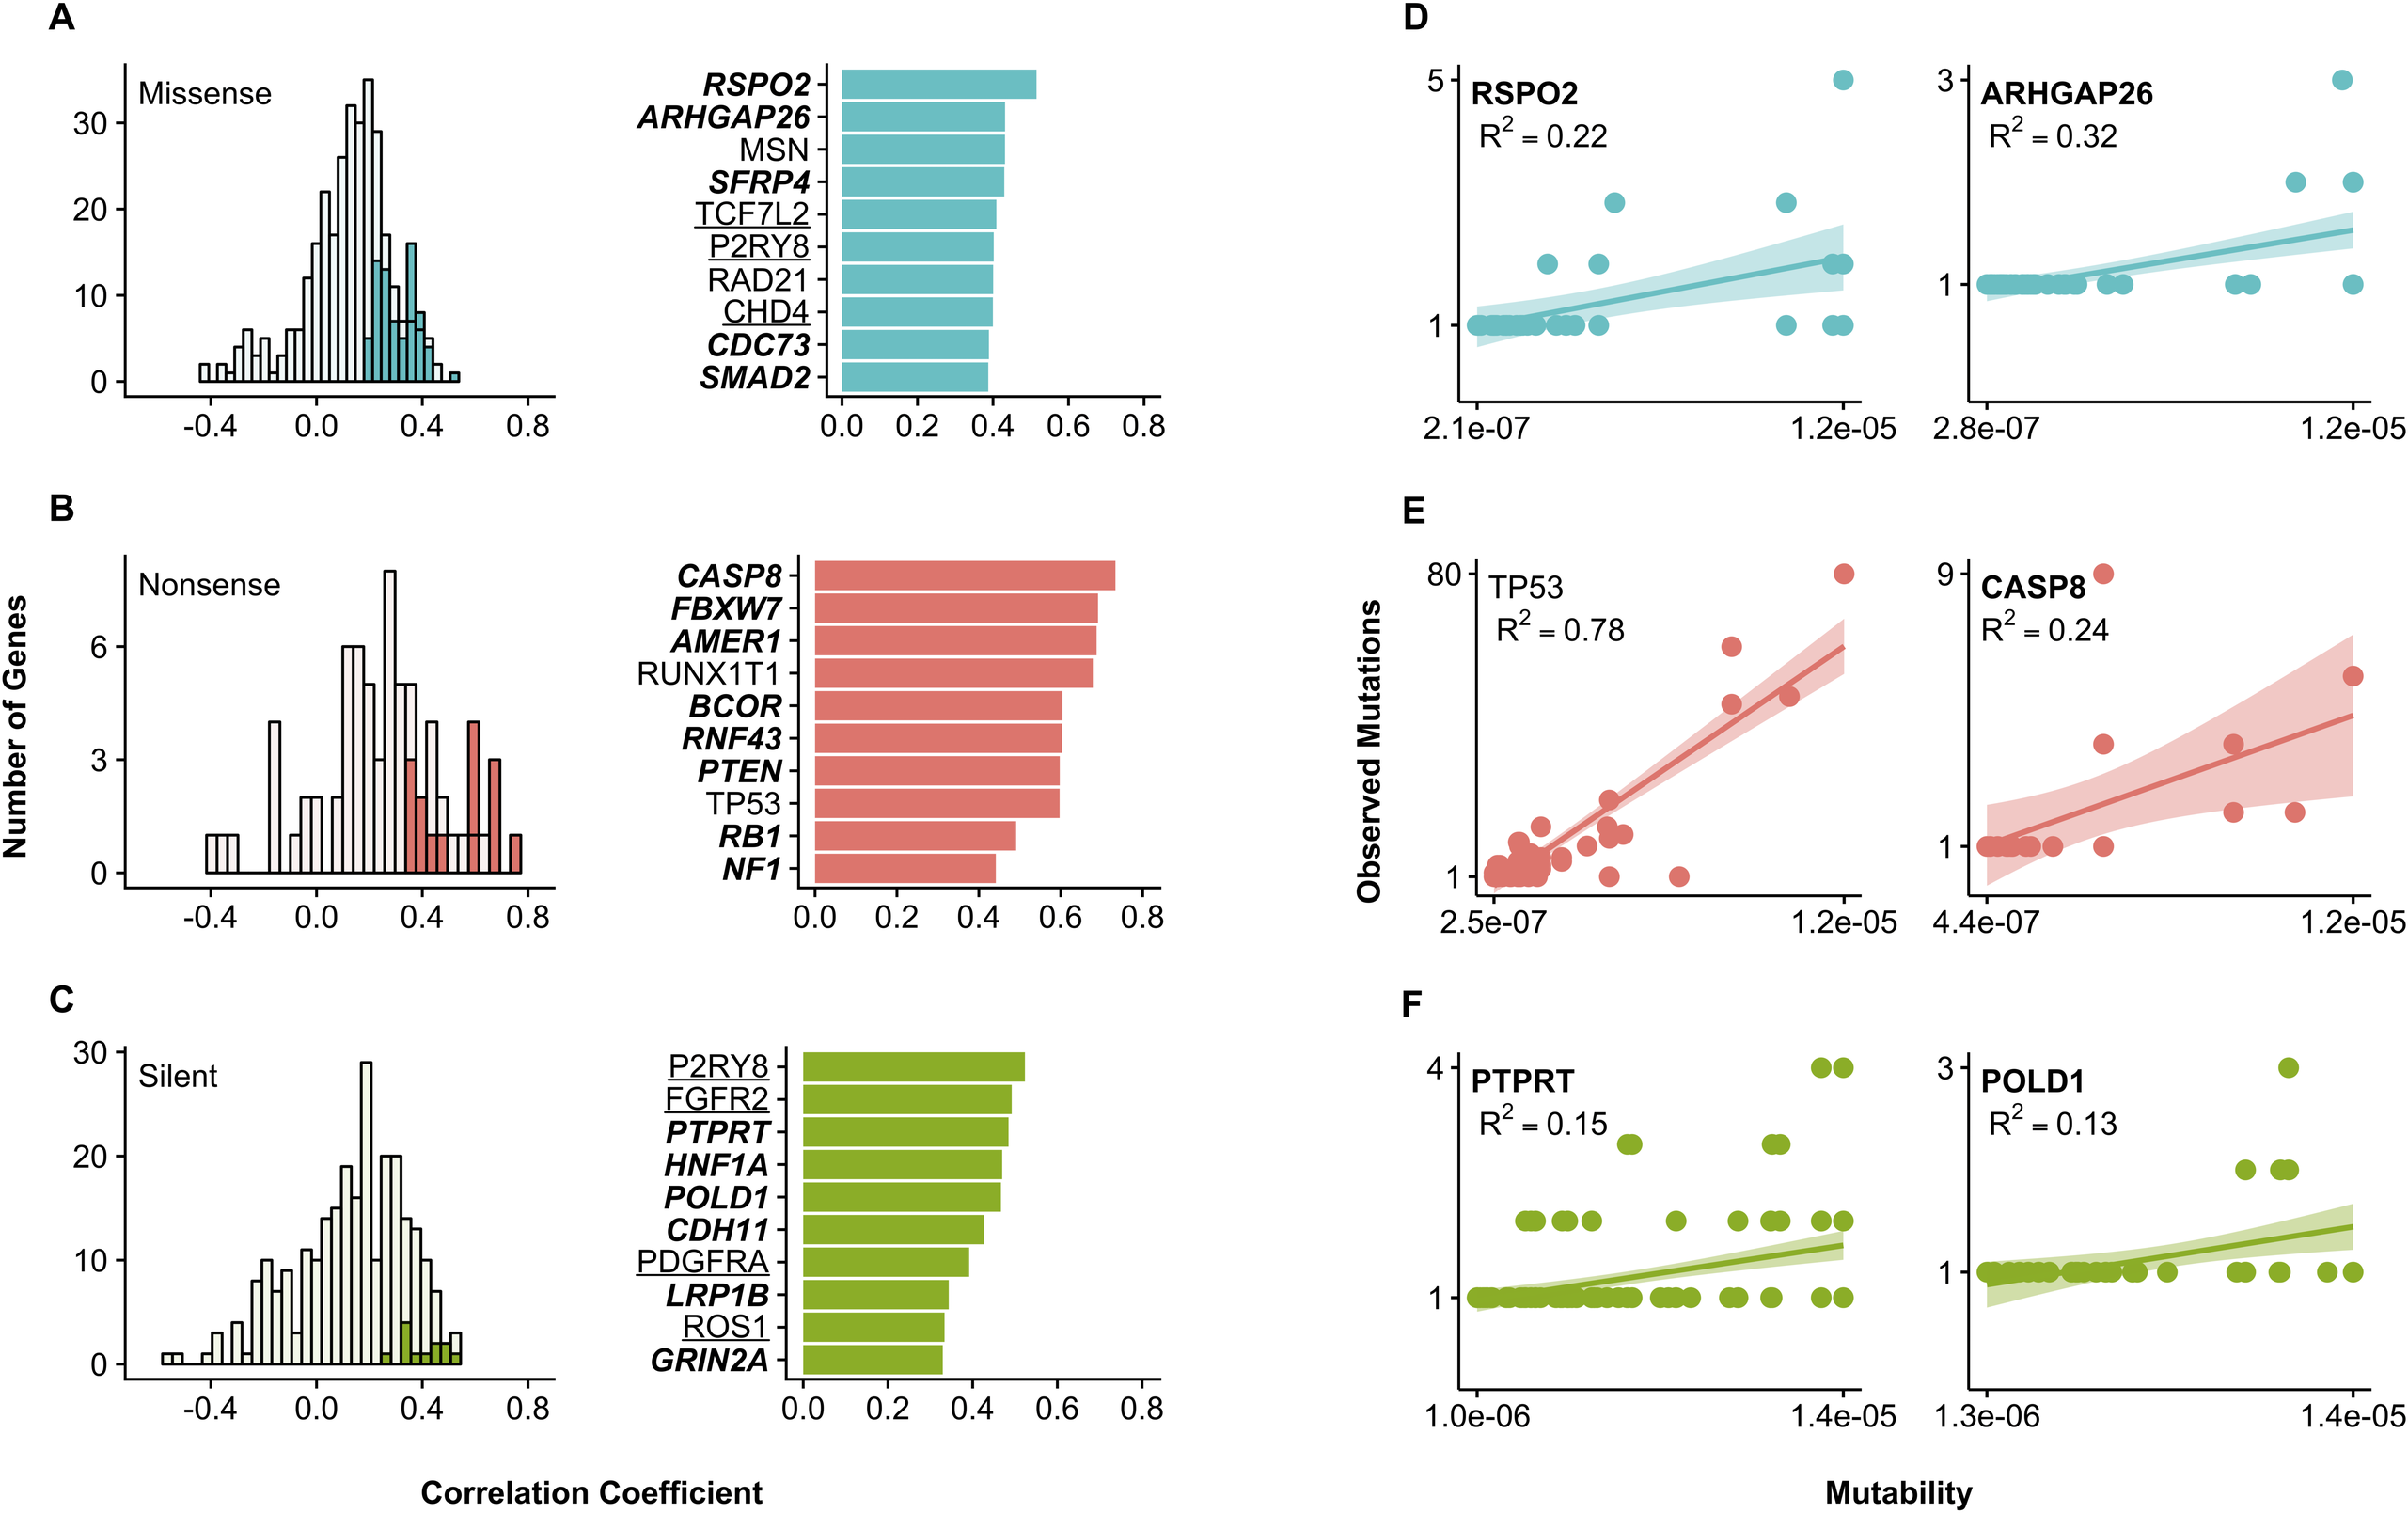 A
Missense
30
20
10
0
-0.4 0.0 0.4 0.8
RSPO2
ARHGAP26
MSN
SFRP4
TCF7L2
P2RY8
RAD21
CHD4
CDC73
SMAD2
0.0 0.2 0.4 0.6 0.8
B
Nonsense
6
3
0
-0.4 0.0 0.4 0.8
CASP8
FBXW7
AMER1
RUNX1T1
BCOR
RNF43
PTEN
TP53
RB1
NF1
0.0 0.2 0.4 0.6 0.8
Number of Genes
C
Silent
30
20
10
0
-0.4 0.0 0.4 0.8
P2RY8
FGFR2
PTPRT
HNF1A
POLD1
CDH11
PDGFRA
LRP1B
ROS1
GRIN2A
0.0 0.2 0.4 0.6 0.8
Correlation Coefficient
D
RSPO2
R² = 0.22
5
1
2.1e-07 1.2e-05
ARHGAP26
R² = 0.32
3
1
2.8e-07 1.2e-05
E
TP53
R² = 0.78
80
1
2.5e-07 1.2e-05
CASP8
R² = 0.24
9
1
4.4e-07 1.2e-05
Observed Mutations
F
PTPRT
R² = 0.15
4
1
1.0e-06 1.4e-05
POLD1
R² = 0.13
3
1
1.3e-06 1.4e-05
Mutability